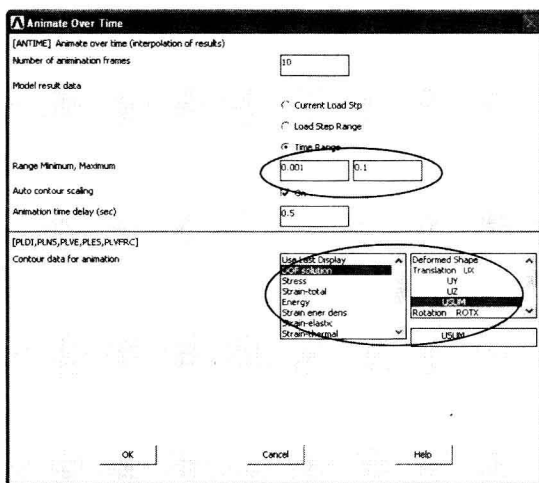 Animate Over Time
[ANTIME] Animate over time (interpolation of results)
Number of animination frames
10
Model result data
Current Load Stp
Load Step Range
Time Range
Range Minimum, Maximum
0.001
0.1
Auto contour scaling
On
Animation time delay (sec)
0.5
[PLDI,PLNS,PLVE,PLES,PLVFRC]
Contour data for animation
Use Last Display
DOF solution
Stress
Strain-total
Energy
Strain ener dens
Strain-elastic
Strain-thermal
Deformed Shape
Translation UX
UY
UZ
USUM
Rotation ROTX
USUM
OK
Cancel
Help